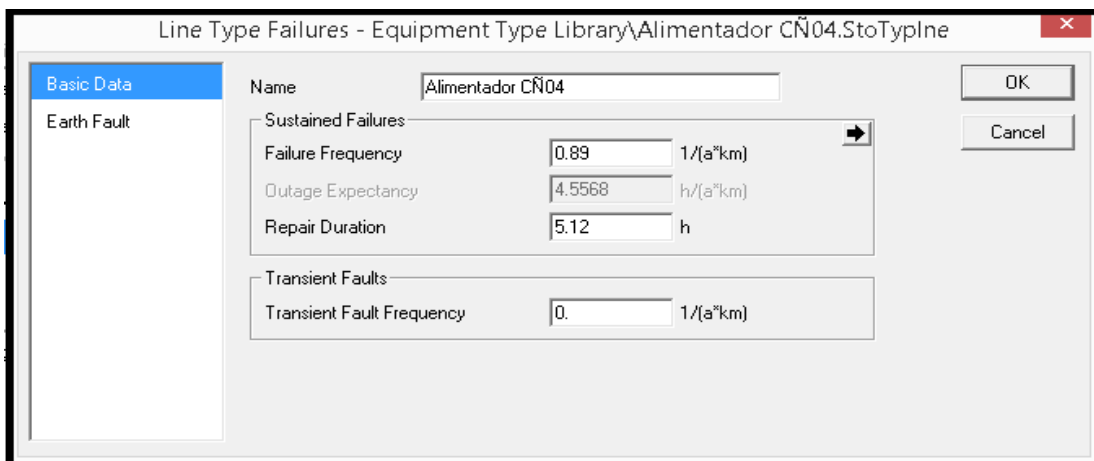 Line Type Failures - Equipment Type Library\Alimentador CÑ04.StoTyplne
Basic Data
Earth Fault
Name Alimentador CÑ04
Sustained Failures
Failure Frequency 0.89 1/(a*km)
Outage Expectancy 4.5568 h/(a*km)
Repair Duration 5.12 h
Transient Faults
Transient Fault Frequency 0. 1/(a*km)
OK
Cancel